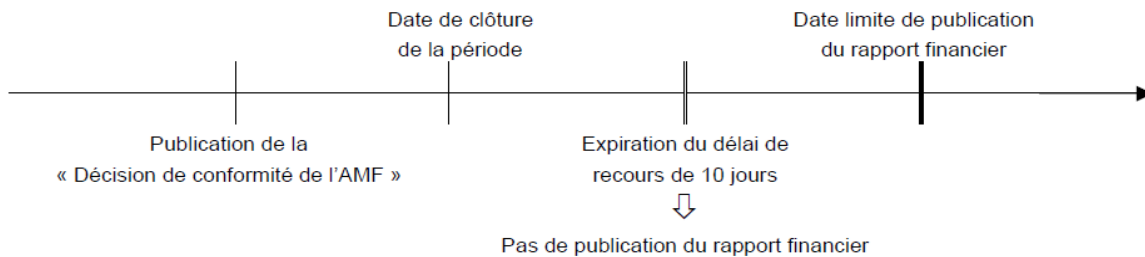 Date de clôture
de la période
Date limite de publication
du rapport financier
Publication de la
« Décision de conformité de l'AMF »
Expiration du délai de
recours de 10 jours
Pas de publication du rapport financier